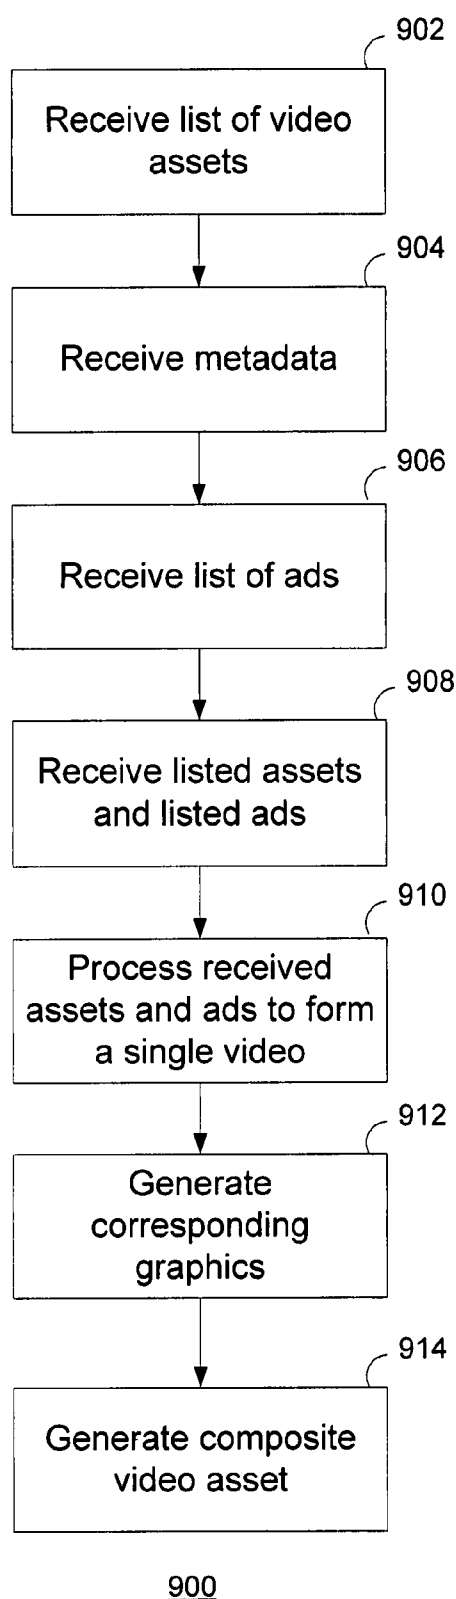 902
Receive list of video
assets
904
Receive metadata
906
Receive list of ads
908
Receive listed assets
and listed ads
910
Process received
assets and ads to form
a single video
912
Generate
corresponding
graphics
914
Generate composite
video asset
900